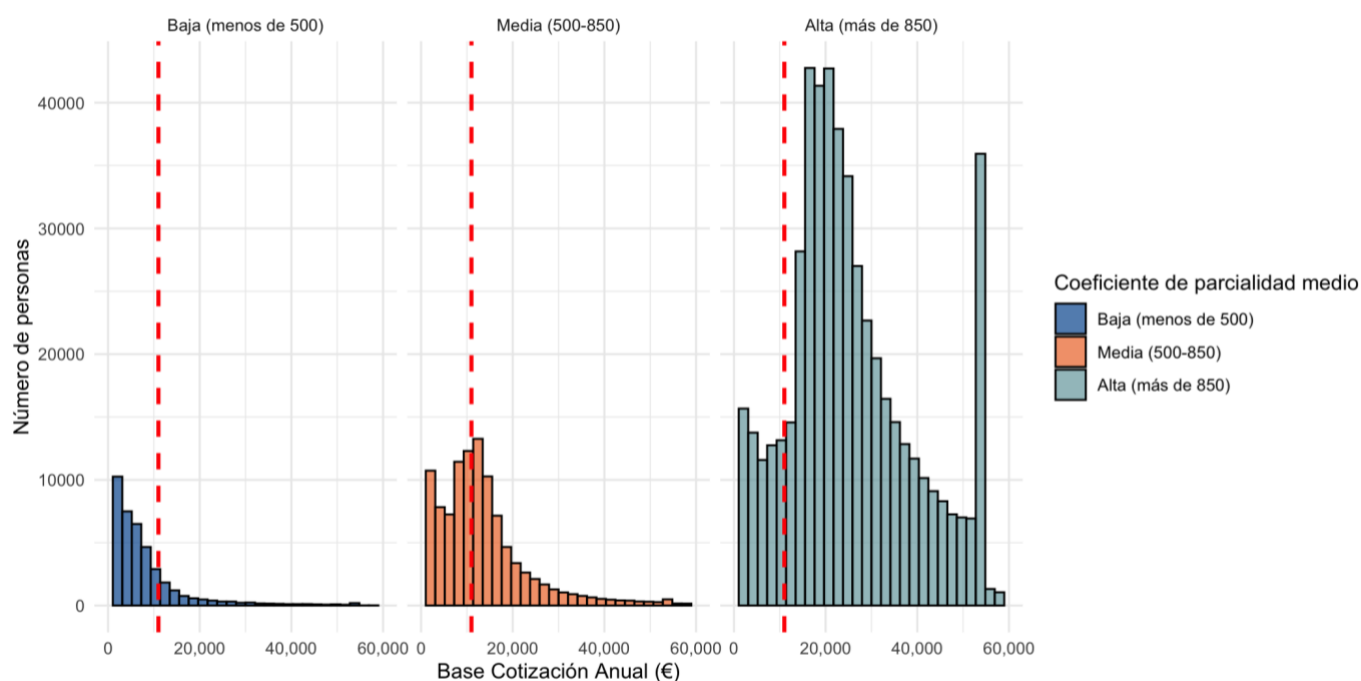 Baja (menos de 500)
Media (500-850)
Alta (más de 850)
Número de personas
40000
30000
20000
10000
0
0
20,000
40,000
60,000
0
20,000
40,000
60,000
0
20,000
40,000
60,000
Base Cotización Anual (€)
Coeficiente de parcialidad medio
Baja (menos de 500)
Media (500-850)
Alta (más de 850)